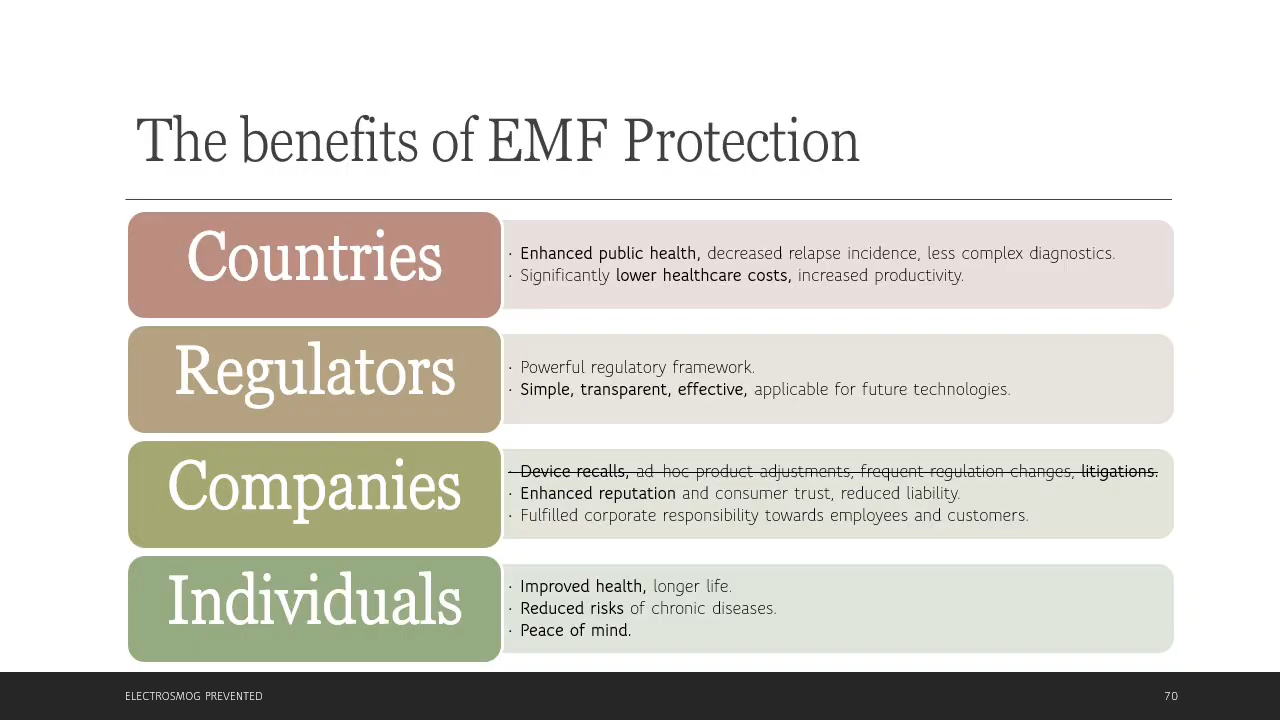 The benefits of EMF Protection
Countries
· Enhanced public health, decreased relapse incidence, less complex diagnostics.
· Significantly lower healthcare costs, increased productivity.
Regulators
· Powerful regulatory framework.
· Simple, transparent, effective, applicable for future technologies.
Companies
· Device recalls, ad-hoc product adjustments, frequent regulation changes, litigations.
· Enhanced reputation and consumer trust, reduced liability.
· Fulfilled corporate responsibility towards employees and customers.
Individuals
· Improved health, longer life.
· Reduced risks of chronic diseases.
· Peace of mind.
ELECTROSMOG PREVENTED
70